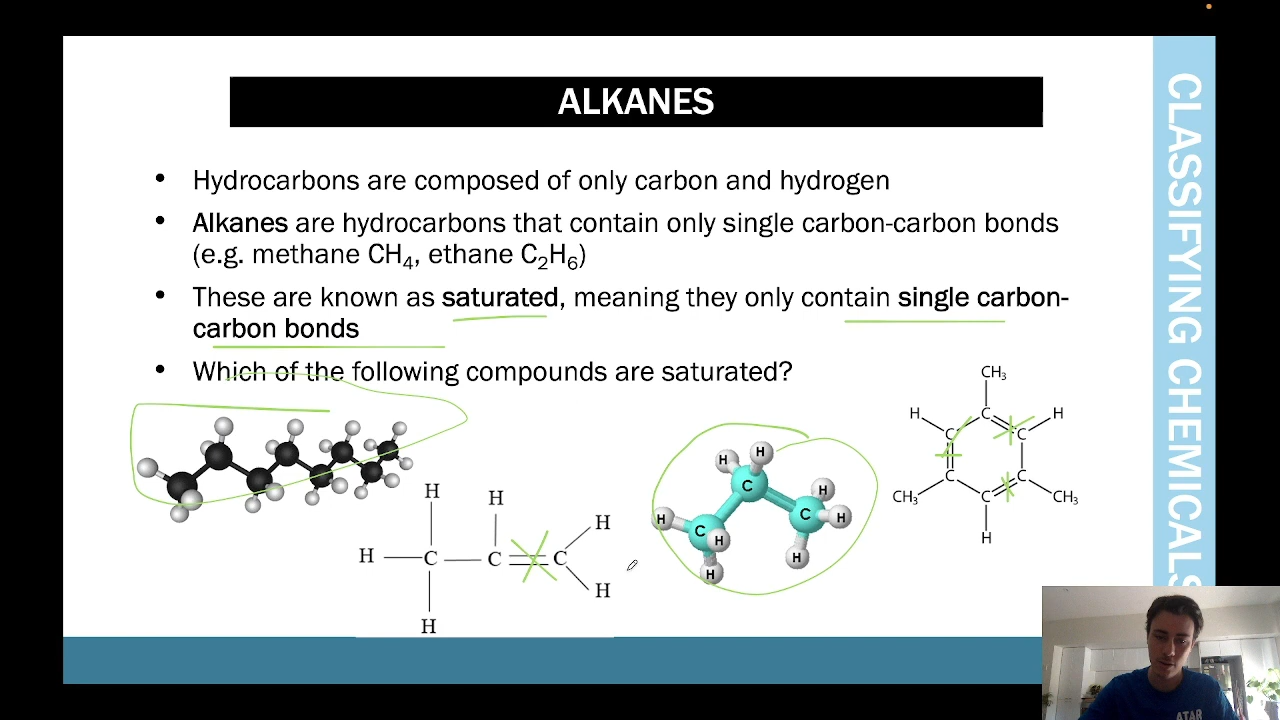 ALKANES
• Hydrocarbons are composed of only carbon and hydrogen
• Alkanes are hydrocarbons that contain only single carbon-carbon bonds
(e.g. methane CH₄, ethane C₂H₆)
• These are known as saturated, meaning they only contain single carbon-
carbon bonds
• Which of the following compounds are saturated?
H H
H C C C H
H H
H H
C H
H C C H
H H
H
CH₃
H C H
C C
C C
CH₃ C CH₃
H
CLASSIFYING CHEMICALS
ATAR